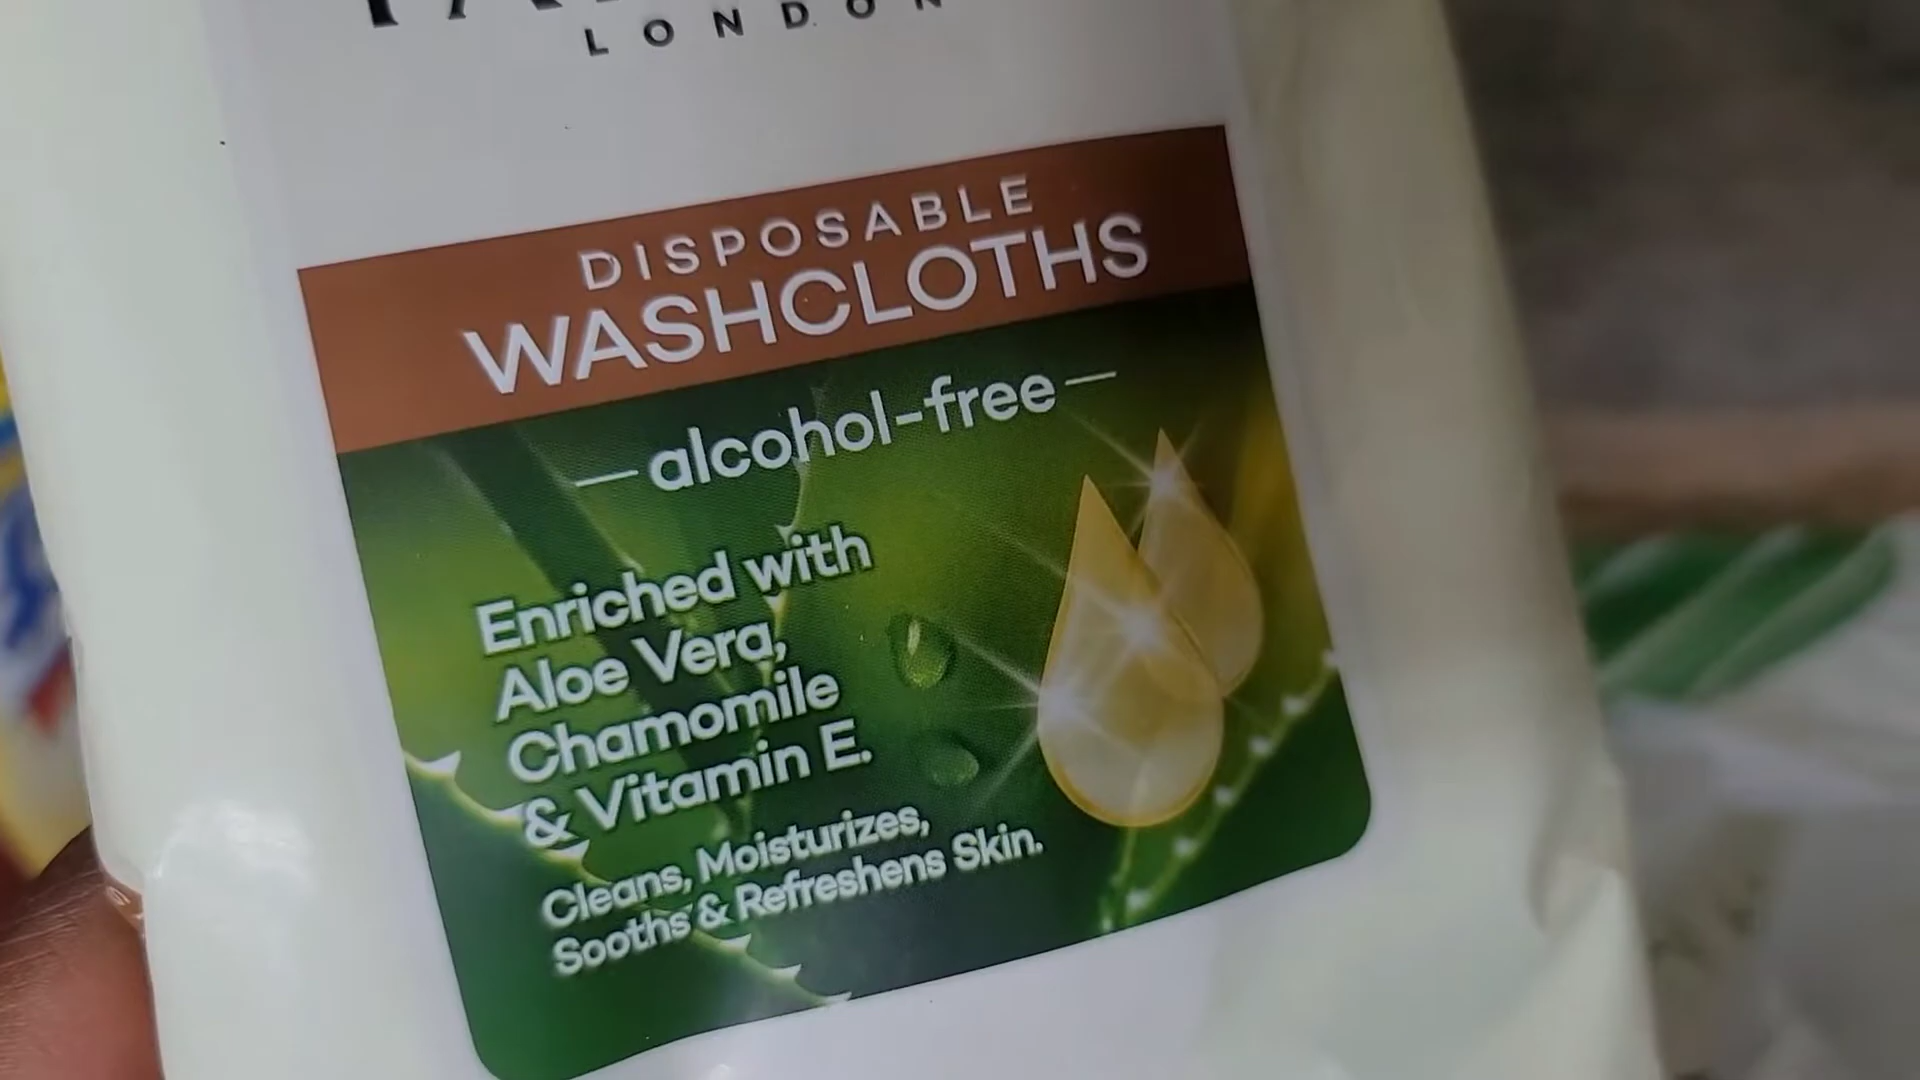 LONDON
DISPOSABLE
WASHCLOTHS
alcohol-free
Enriched with
Aloe Vera,
Chamomile
& Vitamin E.
Cleans, Moisturizes,
Sooths & Refreshens Skin.